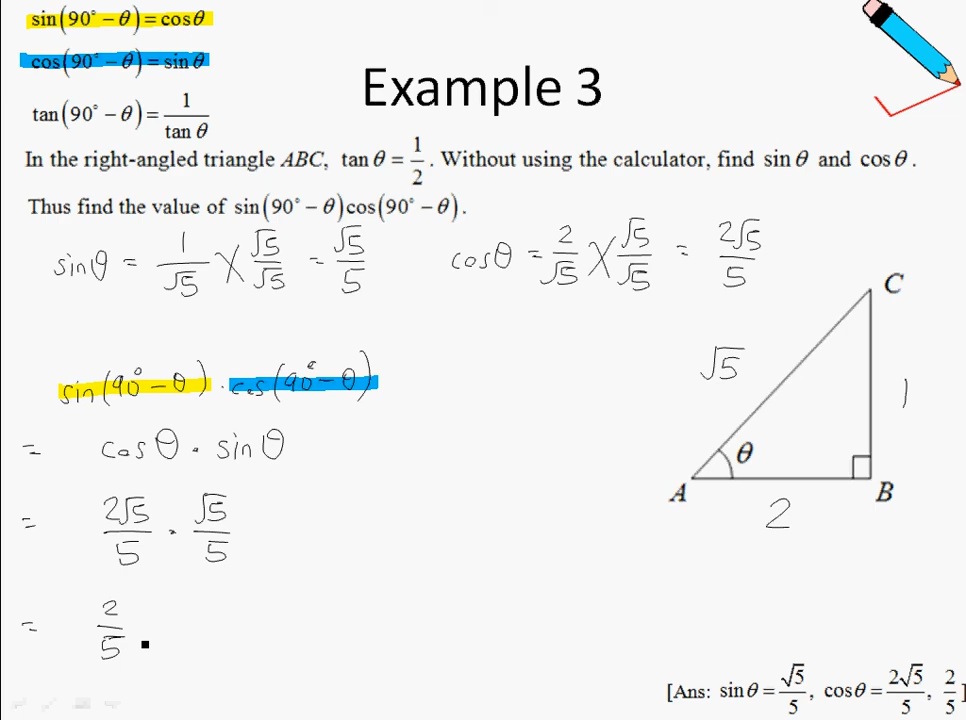 sin(90° − θ) = cosθ
cos(90° − θ) = sinθ
tan(90° − θ) = 1/tanθ
Example 3
In the right-angled triangle ABC, tanθ = 1/2. Without using the calculator, find sinθ and cosθ.
Thus find the value of sin(90° − θ)cos(90° − θ).
sinθ = 1/√5 × √5/√5 = √5/5
cosθ = 2/√5 × √5/√5 = 2√5/5
C
√5
1
θ
A
B
2
sin(90° − θ) · cos(90° − θ)
= cosθ · sinθ
= 2√5/5 · √5/5
= 2/5
[Ans: sinθ = √5/5, cosθ = 2√5/5, 2/5]